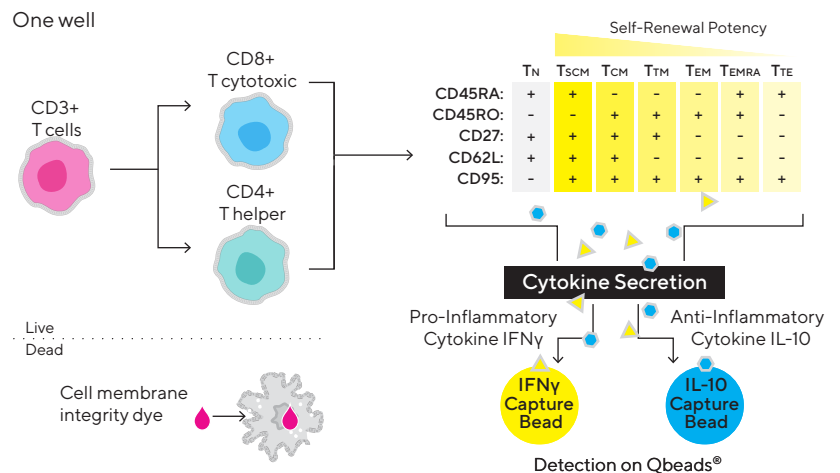 One well
CD3+
T cells
CD8+
T cytotoxic
CD4+
T helper
Live
Dead
Cell membrane
integrity dye
Self-Renewal Potency
TN TSCM TCM TTM TEM TEMRA TTE
CD45RA: + + - - - + +
CD45RO: - - + + + + -
CD27: + + + + - - -
CD62L: + + + - - - -
CD95: - + + + + + +
Cytokine Secretion
Pro-Inflammatory
Cytokine IFNγ
Anti-Inflammatory
Cytokine IL-10
IFNγ
Capture
Bead
IL-10
Capture
Bead
Detection on Qbeads®